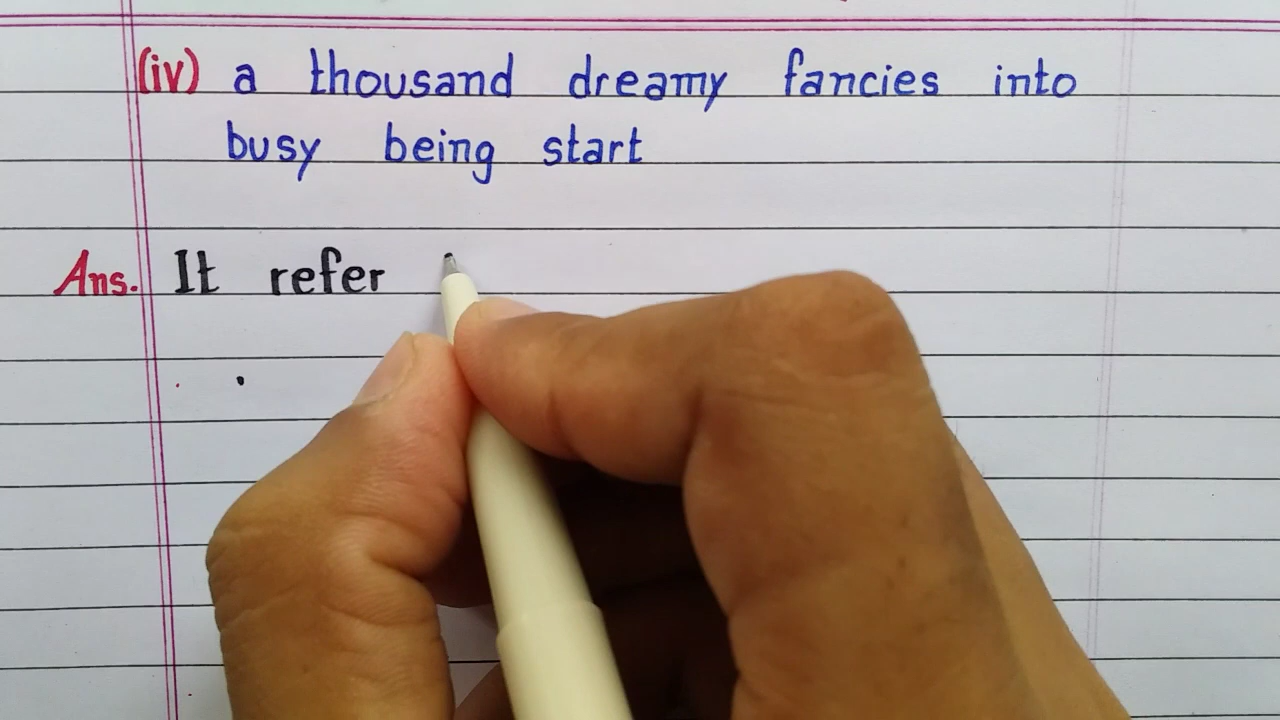 (iv) a thousand dreamy fancies into
busy being start
Ans. It refer